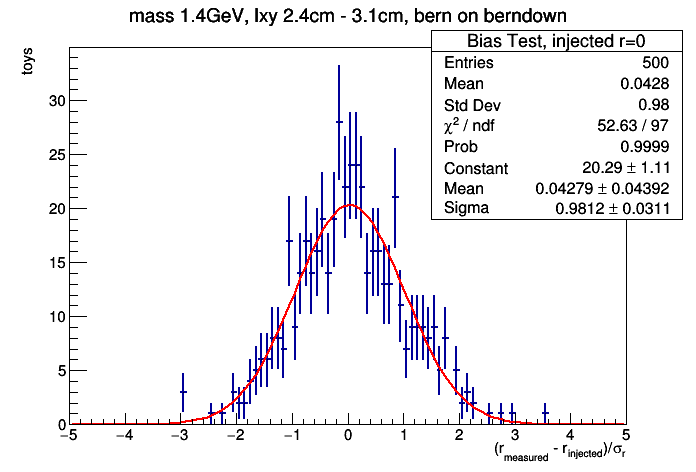 mass 1.4GeV, lxy 2.4cm - 3.1cm, bern on berndown
toys
Bias Test, injected r=0
Entries 500
Mean 0.0428
Std Dev 0.98
χ² / ndf 52.63 / 97
Prob 0.9999
Constant 20.29 ± 1.11
Mean 0.04279 ± 0.04392
Sigma 0.9812 ± 0.0311
30
25
20
15
10
5
0
−5 −4 −3 −2 −1 0 1 2 3 4 5
(r_measured - r_injected)/σ_r